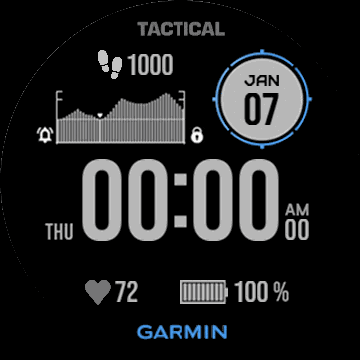 TACTICAL
1000
JAN
07
THU 00:00 AM 00
72
100 %
GARMIN